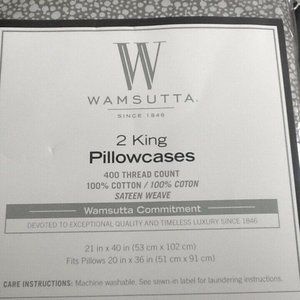 W
WAMSUTTA.
SINCE 1846
2 King
Pillowcases
400 THREAD COUNT
100% COTTON / 100% COTON
SATEEN WEAVE
Wamsutta Commitment
DEVOTED TO EXCEPTIONAL QUALITY AND TIMELESS LUXURY SINCE 1846
21 in x 40 in (53 cm x 102 cm)
Fits Pillows 20 in x 36 in (51 cm x 91 cm)
CARE INSTRUCTIONS: Machine washable. See sewn-in label for laundering instructions.